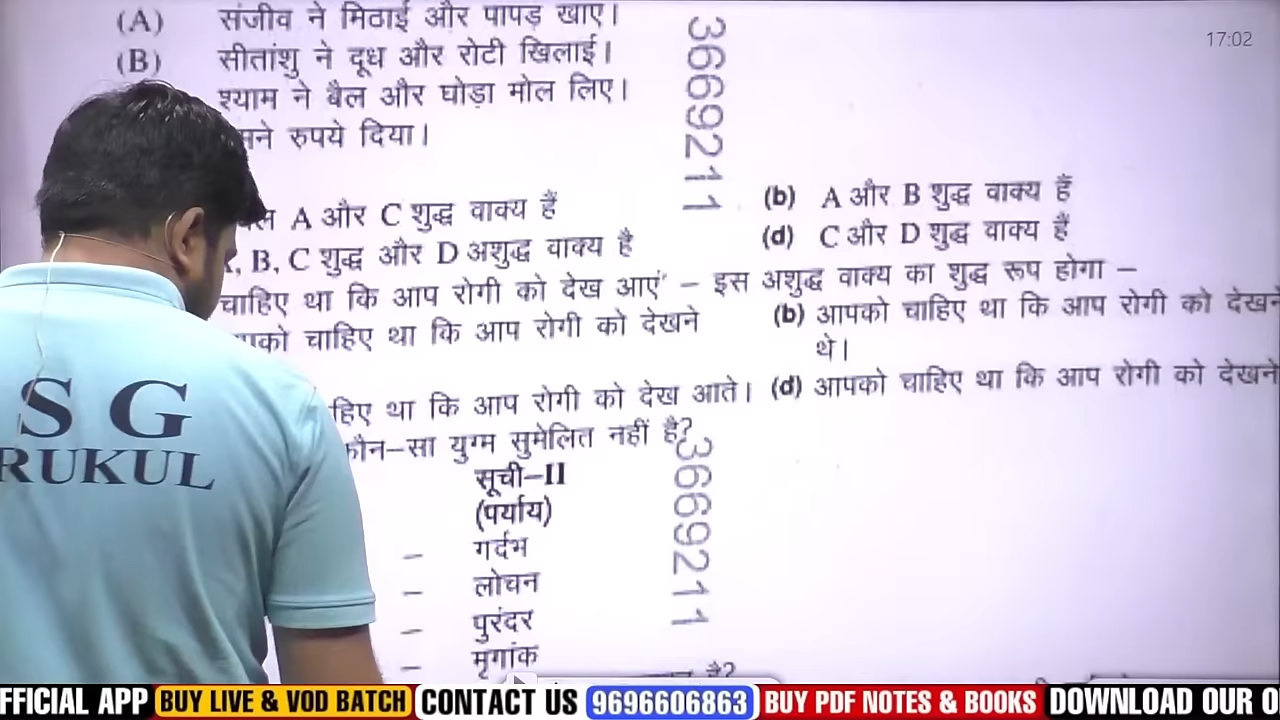 (A) संजीव ने मिठाई और पापड़ खाए।
(B) सीतांशु ने दूध और रोटी खिलाई।
श्याम ने बैल और घोड़ा मोल लिए।
रुपये दिया।
A और C शुद्ध वाक्य हैं
(b) A और B शुद्ध वाक्य हैं
B, C शुद्ध और D अशुद्ध वाक्य है
(d) C और D शुद्ध वाक्य हैं
चाहिए था कि आप रोगी को देख आएं' – इस अशुद्ध वाक्य का शुद्ध रूप होगा –
चाहिए था कि आप रोगी को देखने
(b) आपको चाहिए था कि आप रोगी को देखने
थे।
था कि आप रोगी को देख आते।
(d) आपको चाहिए था कि आप रोगी को देखने
कौन–सा युग्म सुमेलित नहीं है?
सूची–II
(पर्याय)
– गर्दभ
– लोचन
– पुरंदर
– मृगांक
3669211
3669211
17:02
S G
RUKUL
FFICIAL APP BUY LIVE & VOD BATCH CONTACT US 9696606863 BUY PDF NOTES & BOOKS DOWNLOAD OUR O